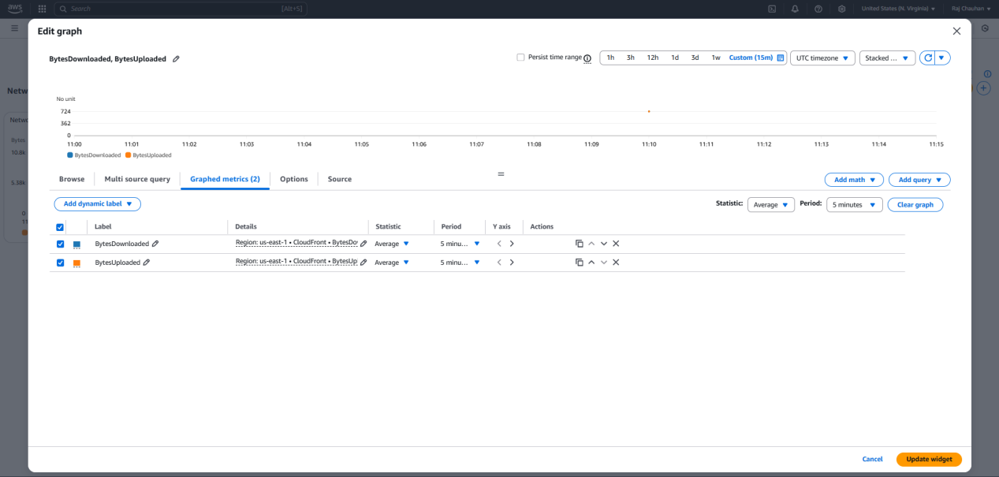 aws Search [Alt+S] United States (N. Virginia) Raj Chauhan
Edit graph
BytesDownloaded, BytesUploaded Persist time range 1h 3h 12h 1d 3d 1w Custom (15m) UTC timezone Stacked ...
Netw
Netwo
Bytes
10.8k
5.38k
0
11
No unit
724
362
0
11:00 11:01 11:02 11:03 11:04 11:05 11:06 11:07 11:08 11:09 11:10 11:11 11:12 11:13 11:14 11:15
BytesDownloaded BytesUploaded
Browse Multi source query Graphed metrics (2) Options Source Add math Add query
Add dynamic label Statistic: Average Period: 5 minutes Clear graph
Label Details Statistic Period Y axis Actions
BytesDownloaded Region: us-east-1 • CloudFront • BytesDo Average 5 minu...
BytesUploaded Region: us-east-1 • CloudFront • BytesUp Average 5 minu...
Cancel Update widget